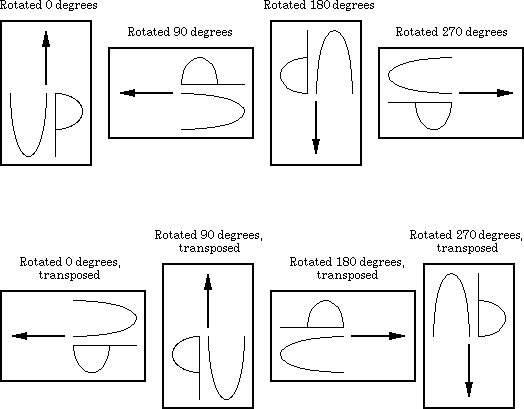 Rotated 0 degrees
Rotated 90 degrees
Rotated 180 degrees
Rotated 270 degrees
Rotated 0 degrees,
transposed
Rotated 90 degrees,
transposed
Rotated 180 degrees,
transposed
Rotated 270 degrees,
transposed